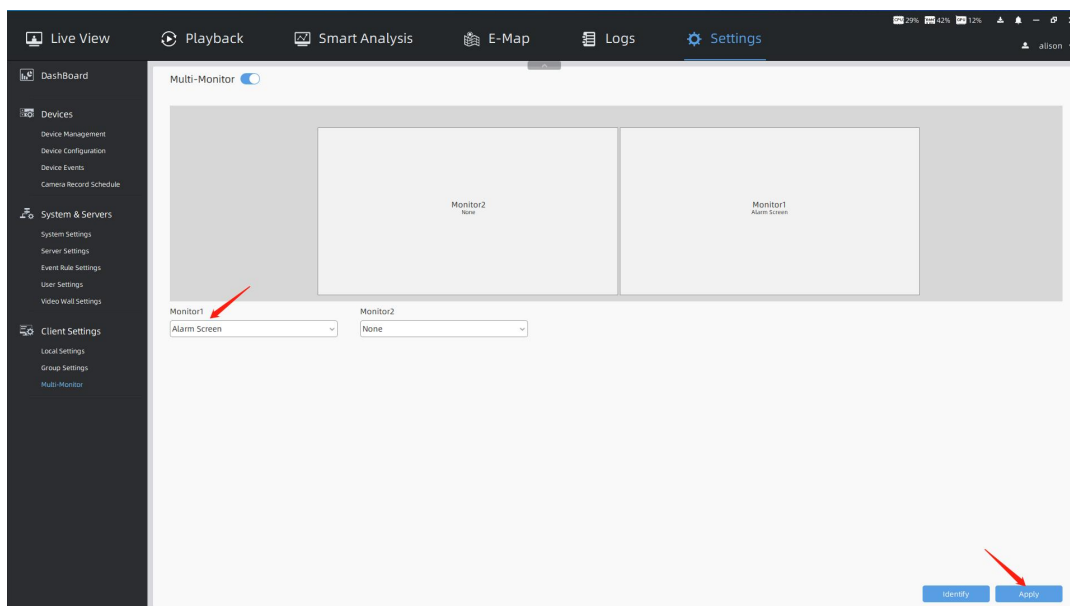 CPU 29% RAM 42% GPU 12%
Live View Playback Smart Analysis E-Map Logs Settings
alison
DashBoard
Multi-Monitor
Devices
Device Management
Device Configuration
Device Events
Camera Record Schedule
System & Servers
System Settings
Server Settings
Event Rule Settings
User Settings
Video Wall Settings
Client Settings
Local Settings
Group Settings
Multi-Monitor
Monitor2
None
Monitor1
Alarm Screen
Monitor1 Monitor2
Alarm Screen None
Identify Apply